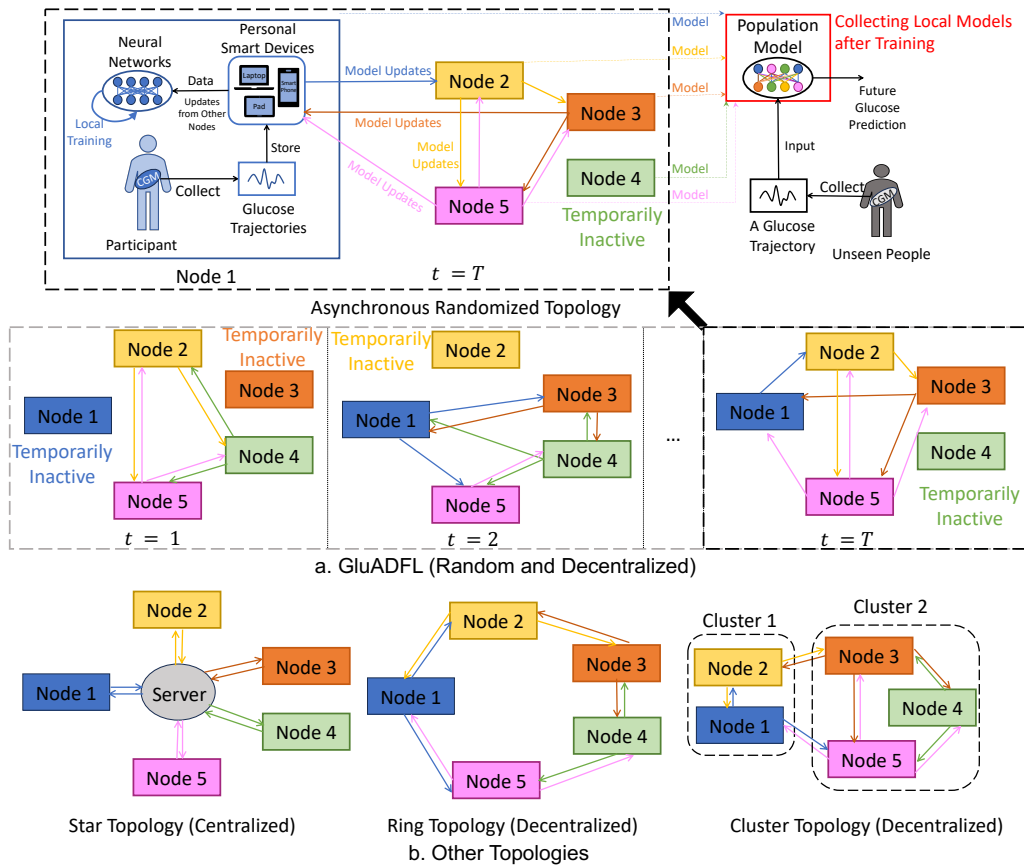 Neural
Networks
Personal
Smart Devices
Laptop
Smart
Phone
Pad
Data
Updates
from Other
Nodes
Local
Training
Store
CGM
Collect
Glucose
Trajectories
Participant
Node 1
Model Updates
Model Updates
Model Updates
Model
Updates
Node 2
Node 3
Node 4
Temporarily
Inactive
Node 5
t = T
Asynchronous Randomized Topology
Model
Model
Model
Model
Model
Population
Model
Collecting Local Models
after Training
Future
Glucose
Prediction
Input
Collect
CGM
A Glucose
Trajectory
Unseen People
Node 2
Temporarily
Inactive
Node 3
Node 1
Temporarily
Inactive
Node 4
Node 5
t = 1
Temporarily
Inactive
Node 2
Node 3
Node 1
Node 4
Node 5
t = 2
...
Node 2
Node 3
Node 1
Node 4
Temporarily
Inactive
Node 5
t = T
a. GluADFL (Random and Decentralized)
Node 2
Node 3
Node 1
Server
Node 4
Node 5
Star Topology (Centralized)
Node 2
Node 3
Node 1
Node 4
Node 5
Ring Topology (Decentralized)
Cluster 1
Cluster 2
Node 2
Node 3
Node 1
Node 4
Node 5
Cluster Topology (Decentralized)
b. Other Topologies